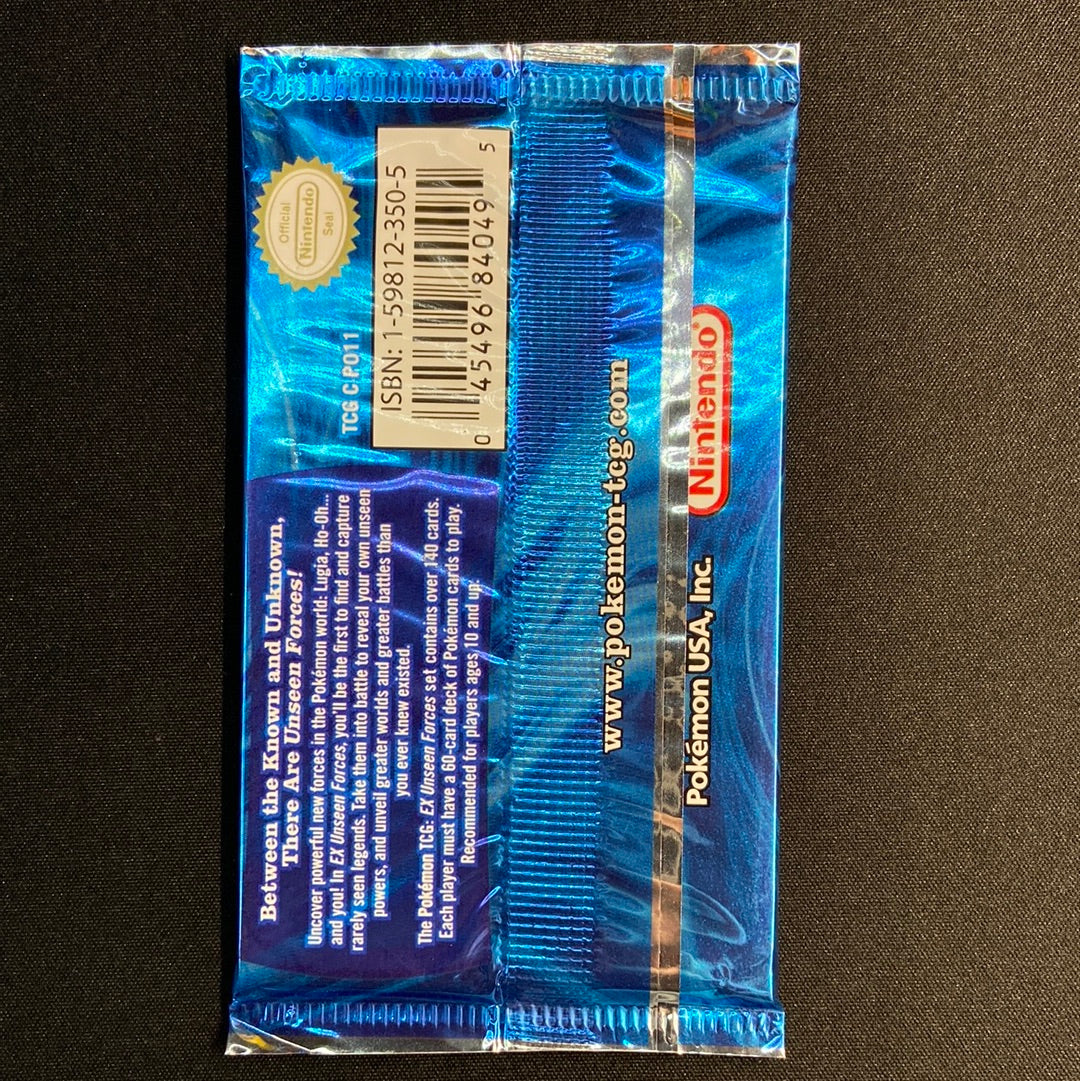 Between the Known and Unknown,
There Are Unseen Forces!
Uncover powerful new forces in the Pokémon world: Lugia, Ho-Oh...
and you! In EX Unseen Forces, you'll be the first to find and capture
rarely seen legends. Take them into battle to reveal your own unseen
powers, and unveil greater worlds and greater battles than
you ever knew existed.
The Pokémon TCG: EX Unseen Forces set contains over 140 cards.
Each player must have a 60-card deck of Pokémon cards to play.
Recommended for players ages 10 and up.
Official
Nintendo
Seal
TCG C P011
ISBN: 1-59812-350-5
0 45496 84049 5
www.pokemon-tcg.com
Pokémon USA, Inc.
Nintendo®